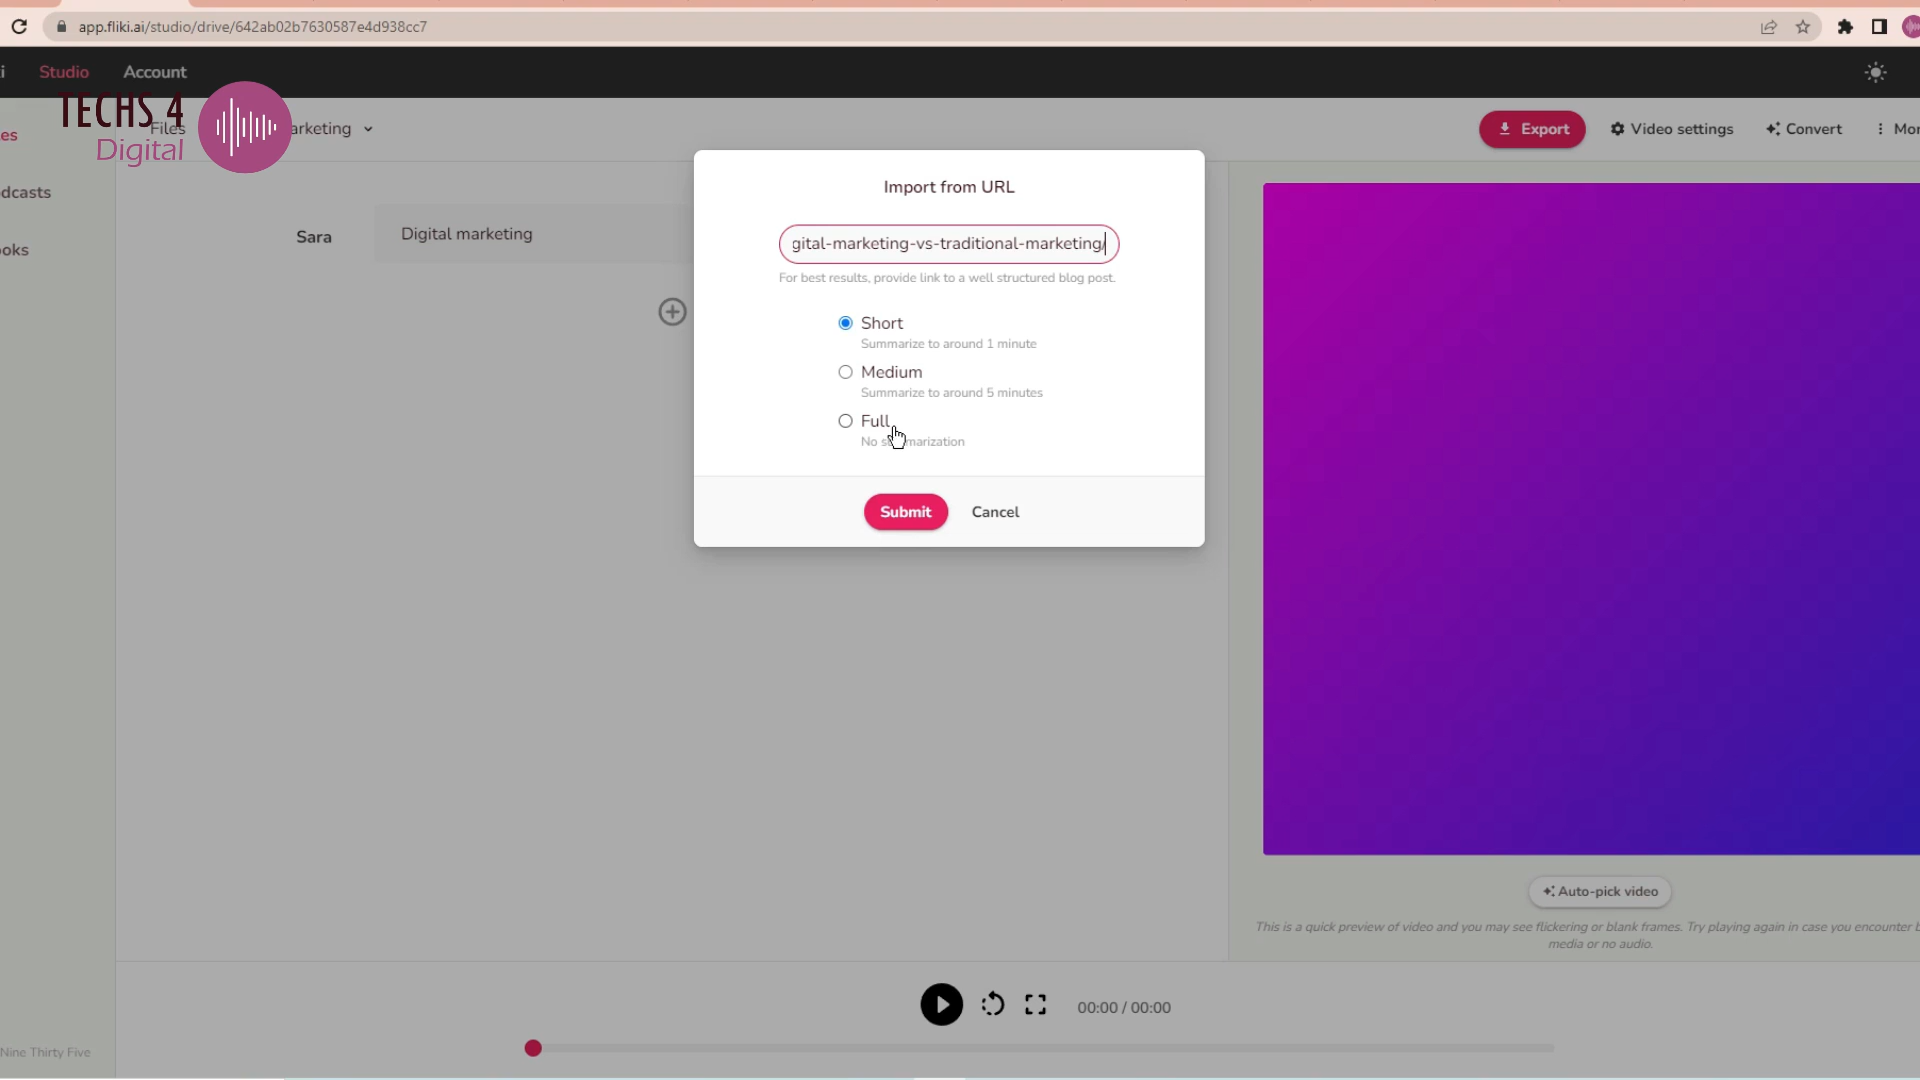 app.fliki.ai/studio/drive/642ab02b7630587e4d938cc7
i Studio Account
TECHS 4
Digital
Files
arketing
Export
Video settings
Convert
Mor
es
dcasts
ooks
Sara
Digital marketing
Import from URL
gital-marketing-vs-traditional-marketing/
For best results, provide link to a well structured blog post.
Short
Summarize to around 1 minute
Medium
Summarize to around 5 minutes
Full
No summarization
Submit
Cancel
Auto-pick video
This is a quick preview of video and you may see flickering or blank frames. Try playing again in case you encounter b
media or no audio.
00:00 / 00:00
Nine Thirty Five